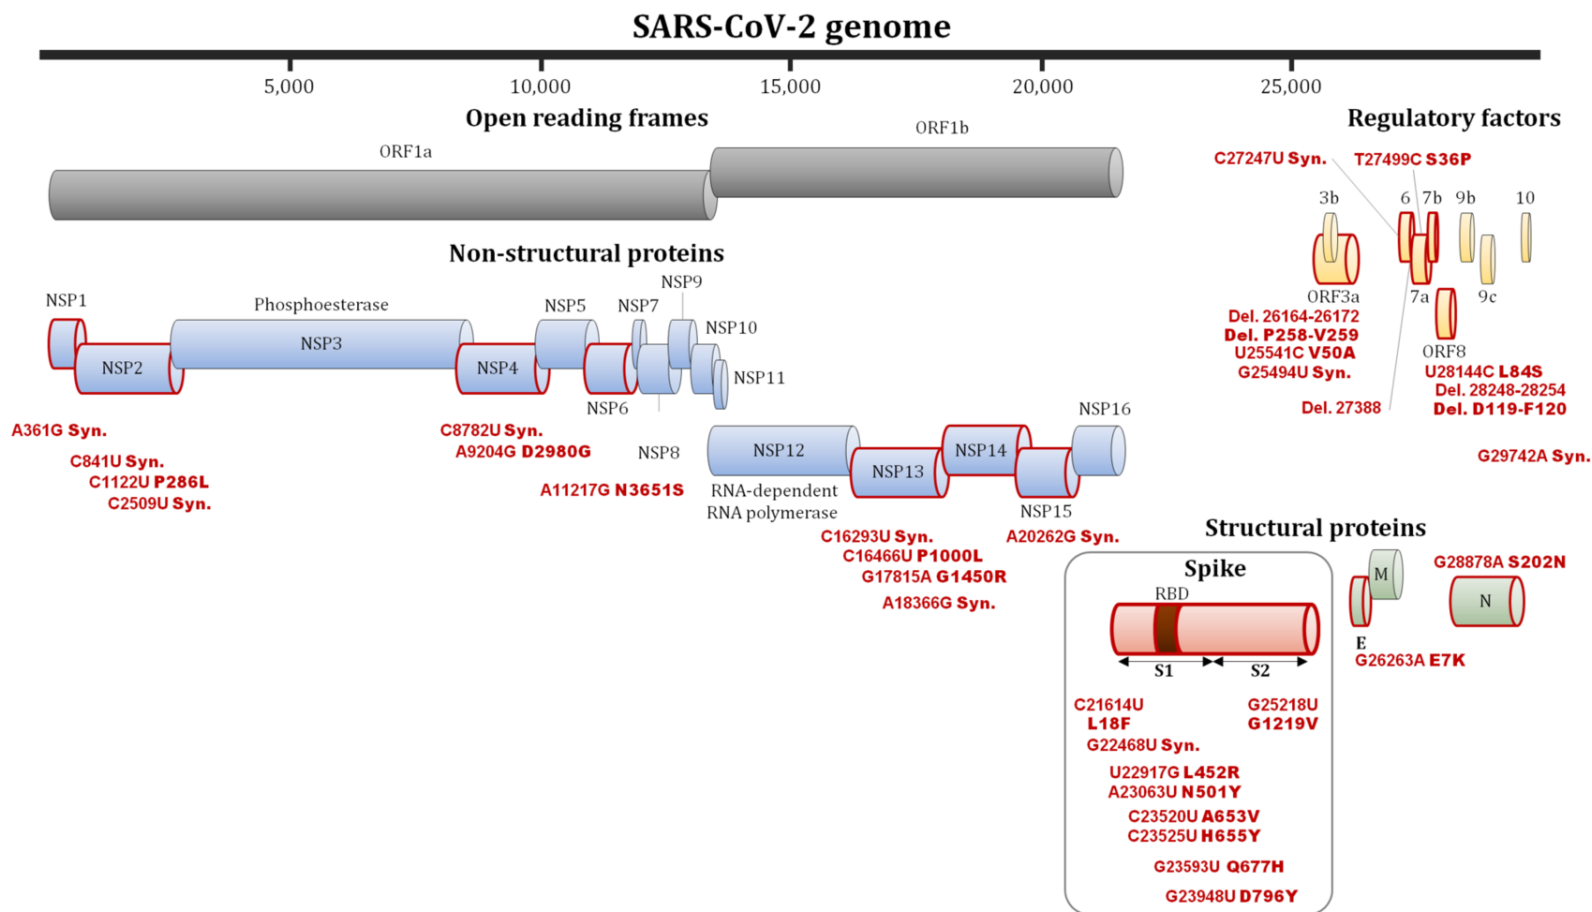 SARS-CoV-2 genome
5,000
10,000
15,000
20,000
25,000
Open reading frames
ORF1a
ORF1b
Regulatory factors
C27247U Syn.
T27499C S36P
3b
6
7b
9b
10
ORF3a
7a
9c
Del. 26164-26172
Del. P258-V259
U25541C V50A
G25494U Syn.
ORF8
U28144C L84S
Del. 28248-28254
Del. D119-F120
Del. 27388
G29742A Syn.
Non-structural proteins
NSP1
Phosphoesterase
NSP5
NSP7
NSP9
NSP10
NSP2
NSP3
NSP4
NSP11
NSP6
NSP8
A361G Syn.
C841U Syn.
C1122U P286L
C2509U Syn.
C8782U Syn.
A9204G D2980G
A11217G N3651S
NSP12
NSP13
NSP14
NSP16
RNA-dependent
RNA polymerase
NSP15
C16293U Syn.
C16466U P1000L
G17815A G1450R
A18366G Syn.
A20262G Syn.
Structural proteins
Spike
RBD
S1
S2
M
E
N
G28878A S202N
G26263A E7K
C21614U
L18F
G25218U
G1219V
G22468U Syn.
U22917G L452R
A23063U N501Y
C23520U A653V
C23525U H655Y
G23593U Q677H
G23948U D796Y